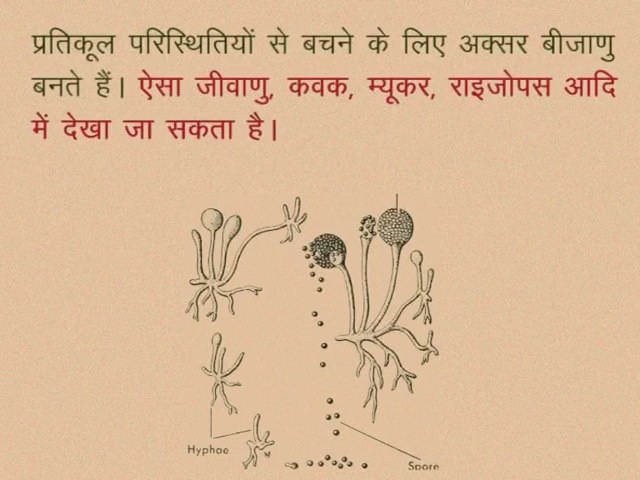 प्रतिकूल परिस्थितियों से बचने के लिए अक्सर बीजाणु
बनते हैं। ऐसा जीवाणु, कवक, म्यूकर, राइजोपस आदि
में देखा जा सकता है।
Hyphae
Spore